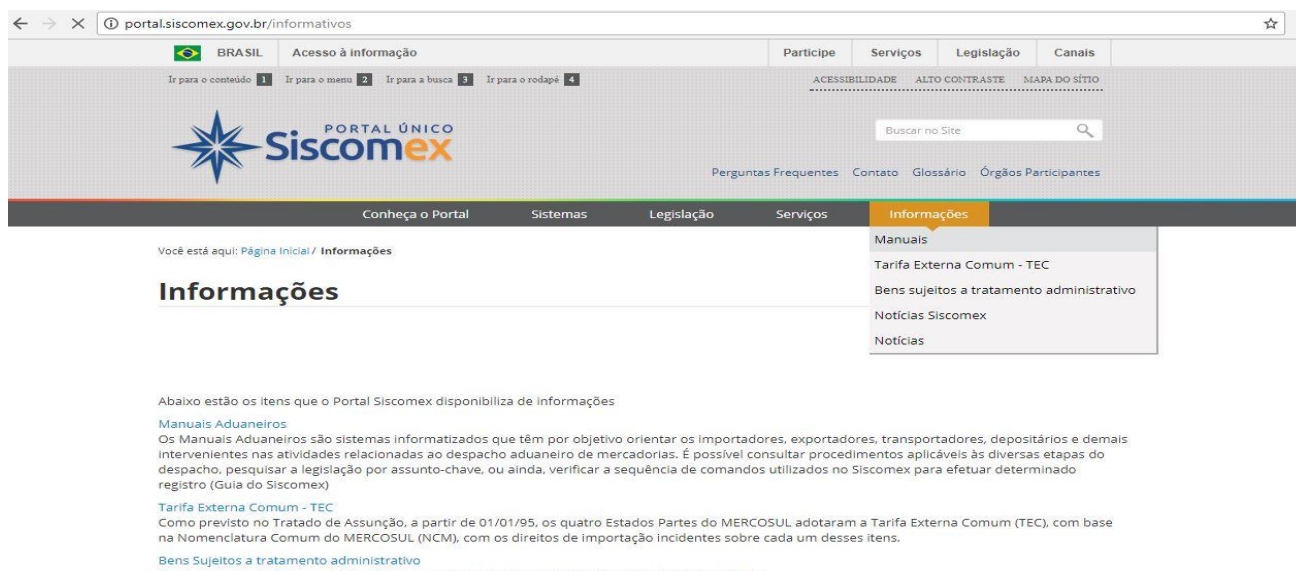 portal.siscomex.gov.br/informativos
BRASIL Acesso à informação Participe Serviços Legislação Canais
Ir para o conteúdo 1 Ir para o menu 2 Ir para a busca 3 Ir para o rodapé 4 ACESSIBILIDADE ALTO CONTRASTE MAPA DO SÍTIO
PORTAL ÚNICO
Siscomex
Buscar no Site
Perguntas Frequentes Contato Glossário Órgãos Participantes
Conheça o Portal Sistemas Legislação Serviços Informações
Manuais
Tarifa Externa Comum - TEC
Bens sujeitos a tratamento administrativo
Notícias Siscomex
Notícias
Você está aqui: Página Inicial / Informações
Informações
Abaixo estão os itens que o Portal Siscomex disponibiliza de informações
Manuais Aduaneiros
Os Manuais Aduaneiros são sistemas informatizados que têm por objetivo orientar os importadores, exportadores, transportadores, depositários e demais
intervenientes nas atividades relacionadas ao despacho aduaneiro de mercadorias. É possível consultar procedimentos aplicáveis às diversas etapas do
despacho, pesquisar a legislação por assunto-chave, ou ainda, verificar a sequência de comandos utilizados no Siscomex para efetuar determinado
registro (Guia do Siscomex)
Tarifa Externa Comum - TEC
Como previsto no Tratado de Assunção, a partir de 01/01/95, os quatro Estados Partes do MERCOSUL adotaram a Tarifa Externa Comum (TEC), com base
na Nomenclatura Comum do MERCOSUL (NCM), com os direitos de importação incidentes sobre cada um desses itens.
Bens Sujeitos a tratamento administrativo